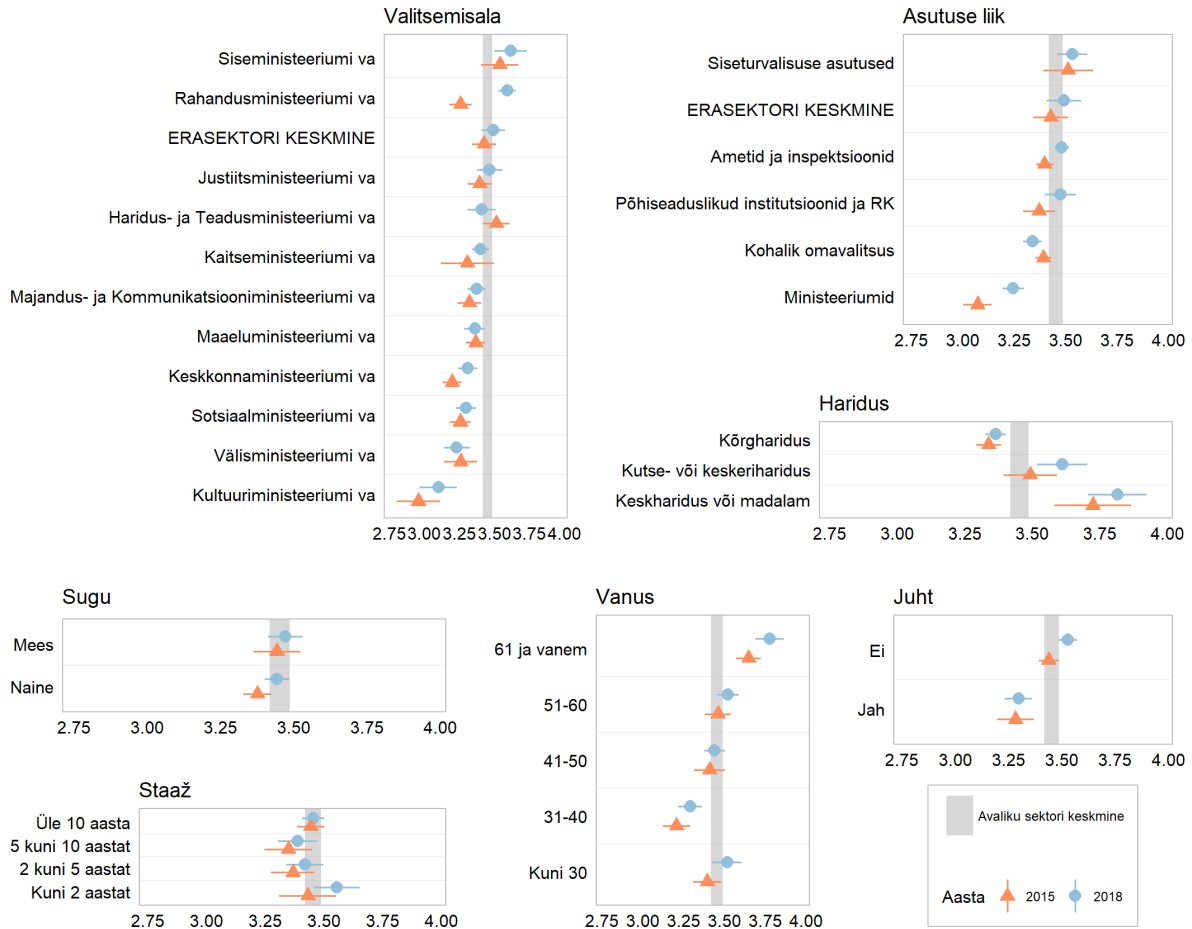 Valitsemisala
Siseministeeriumi va
Rahandusministeeriumi va
ERASEKTORI KESKMINE
Justiitsministeeriumi va
Haridus- ja Teadusministeeriumi va
Kaitseministeeriumi va
Majandus- ja Kommunikatsiooniministeeriumi va
Maaeluministeeriumi va
Keskkonnaministeeriumi va
Sotsiaalministeeriumi va
Välisministeeriumi va
Kultuuriministeeriumi va
2.75 3.00 3.25 3.50 3.75 4.00
Asutuse liik
Siseturvalisuse asutused
ERASEKTORI KESKMINE
Ametid ja inspektsioonid
Põhiseaduslikud institutsioonid ja RK
Kohalik omavalitsus
Ministeeriumid
2.75 3.00 3.25 3.50 3.75 4.00
Haridus
Kõrgharidus
Kutse- või keskeriharidus
Keskharidus või madalam
2.75 3.00 3.25 3.50 3.75 4.00
Sugu
Mees
Naine
2.75 3.00 3.25 3.50 3.75 4.00
Staaž
Üle 10 aasta
5 kuni 10 aastat
2 kuni 5 aastat
Kuni 2 aastat
2.75 3.00 3.25 3.50 3.75 4.00
Vanus
61 ja vanem
51-60
41-50
31-40
Kuni 30
2.75 3.00 3.25 3.50 3.75 4.00
Juht
Ei
Jah
2.75 3.00 3.25 3.50 3.75 4.00
Avaliku sektori keskmine
Aasta 2015 2018